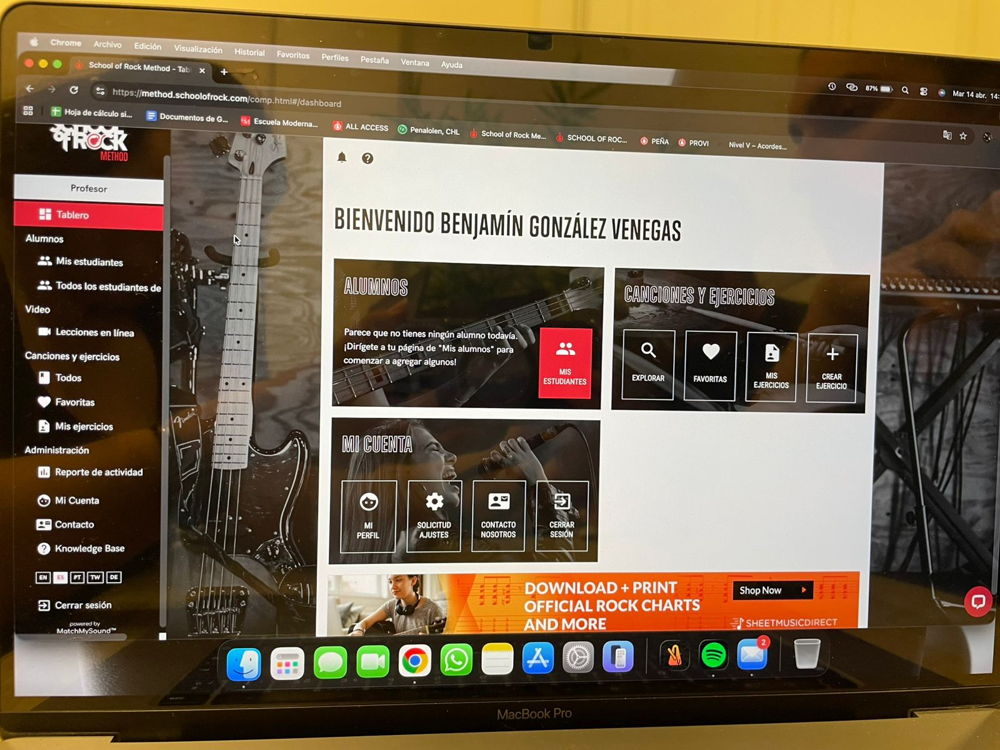 Chrome Archivo Edición Visualización Historial Favoritos Perfiles Pestaña Ventana Ayuda
87% Mar 14 abr. 14:
School of Rock Method - Tab
https://method.schoolofrock.com/comp.html#/dashboard
Hoja de cálculo si... Documentos de G... Escuela Moderna... ALL ACCESS Penalolen, CHL School of Rock Me... SCHOOL OF ROC... PEÑA PROVI Nivel V – Acordes...
OF ROCK
METHOD
Profesor
Tablero
Alumnos
Mis estudiantes
Todos los estudiantes de
Video
Lecciones en línea
Canciones y ejercicios
Todos
Favoritas
Mis ejercicios
Administración
Reporte de actividad
Mi Cuenta
Contacto
Knowledge Base
EN ES PT TW DE
Cerrar sesión
powered by
MatchMySound™
Fender
BIENVENIDO BENJAMÍN GONZÁLEZ VENEGAS
ALUMNOS
Parece que no tienes ningún alumno todavía.
¡Dirígete a tu página de "Mis alumnos" para
comenzar a agregar algunos!
MIS
ESTUDIANTES
CANCIONES Y EJERCICIOS
EXPLORAR
FAVORITAS
MIS
EJERCICIOS
CREAR
EJERCICIO
MI CUENTA
MI
PERFIL
SOLICITUD
AJUSTES
CONTACTO
NOSOTROS
CERRAR
SESIÓN
DOWNLOAD + PRINT
OFFICIAL ROCK CHARTS
AND MORE
Shop Now
SHEETMUSICDIRECT
2
MacBook Pro